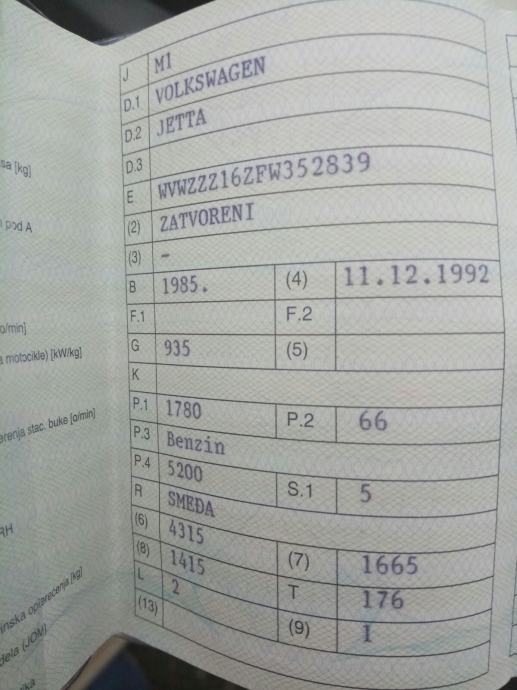 J M1
D.1 VOLKSWAGEN
D.2 JETTA
D.3
E WVWZZZ16ZFW352839
(2) ZATVORENI
(3) -
B 1985. (4) 11.12.1992
F.1 F.2
G 935 (5)
K
P.1 1780 P.2 66
P.3 Benzin
P.4 5200 S.1 5
R SMEĐA
(6) 4315 (7) 1665
(8) 1415 T 176
L 2 (9) 1
(13)
sa [kg]
pod A
o/min]
motocikle) [kW/kg]
arenja stac. buke [o/min]
RH
opterećenja [kg]
dela (JOM)